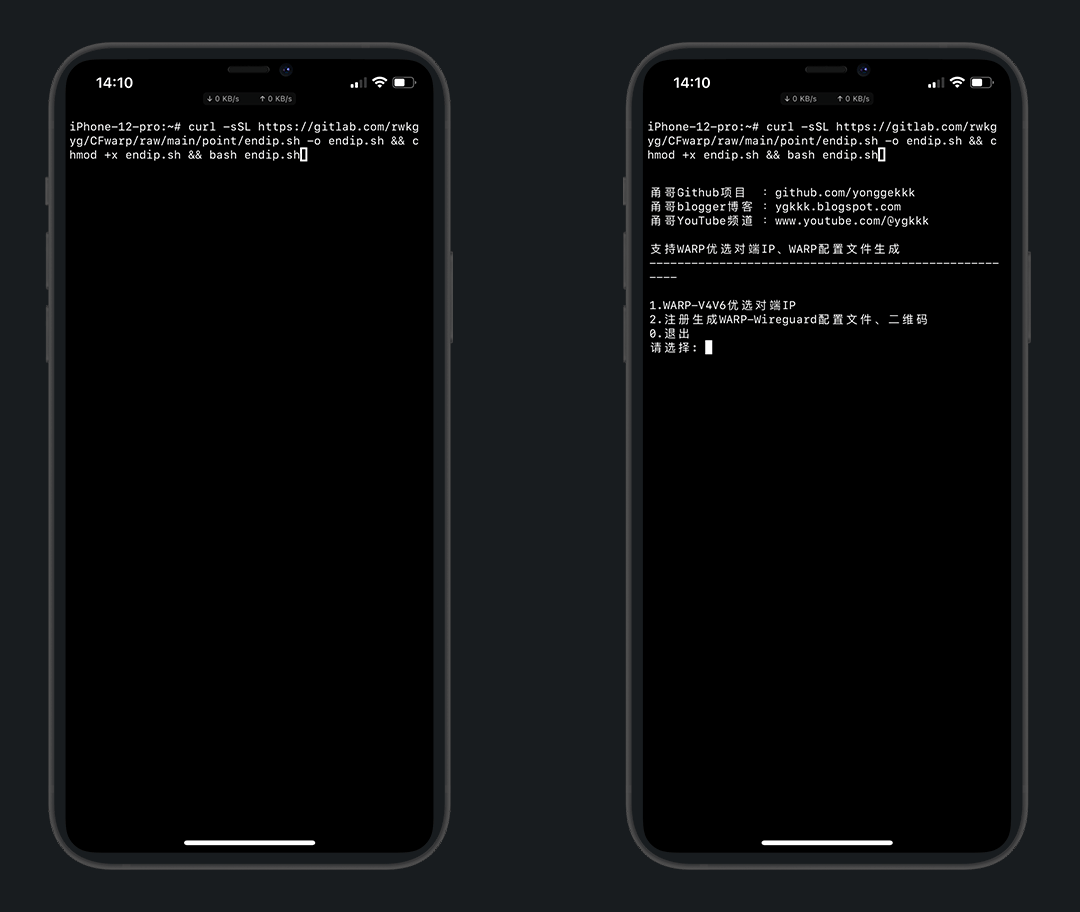 14:10
↓ 0 KB/s ↑ 0 KB/s
iPhone-12-pro:~# curl -sSL https://gitlab.com/rwkg
yg/CFwarp/raw/main/point/endip.sh -o endip.sh && c
hmod +x endip.sh && bash endip.sh
14:10
↓ 0 KB/s ↑ 0 KB/s
iPhone-12-pro:~# curl -sSL https://gitlab.com/rwkg
yg/CFwarp/raw/main/point/endip.sh -o endip.sh && c
hmod +x endip.sh && bash endip.sh
甬哥Github项目 : github.com/yonggekkk
甬哥blogger博客 : ygkkk.blogspot.com
甬哥YouTube频道 : www.youtube.com/@ygkkk
支持WARP优选对端IP、WARP配置文件生成
--------------------------------------------------
----
1.WARP-V4V6优选对端IP
2.注册生成WARP-Wireguard配置文件、二维码
0.退出
请选择: